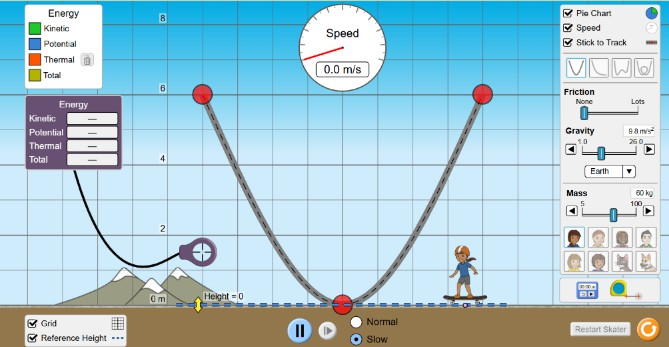 Energy
Kinetic
Potential
Thermal
Total
Energy
Kinetic —
Potential —
Thermal —
Total —
8
6
4
2
0 m
Height = 0
Speed
0.0 m/s
Pie Chart
Speed
Stick to Track
Friction
None Lots
Gravity 9.8 m/s²
1.0 26.0
Earth
Mass 60 kg
5 100
Grid
Reference Height
Normal
Slow
Restart Skater